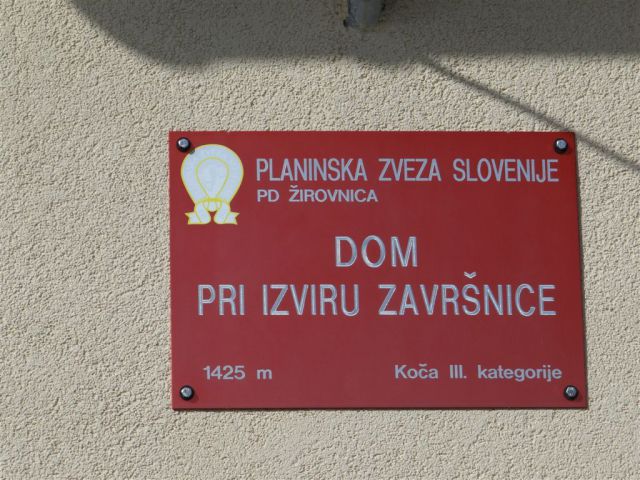 PLANINSKA ZVEZA SLOVENIJE
PD ŽIROVNICA
DOM
PRI IZVIRU ZAVRŠNICE
1425 m Koča III. kategorije